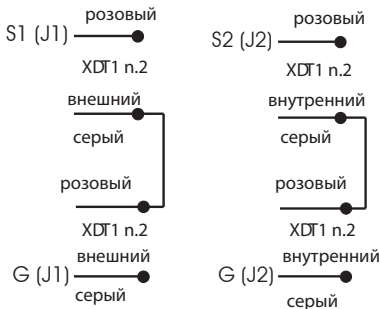 розовый
S1 (J1)
XDT1 n.2
внешний
серый
розовый
XDT1 n.2
внешний
G (J1)
серый
розовый
S2 (J2)
XDT1 n.2
внутренний
серый
розовый
XDT1 n.2
внутренний
G (J2)
серый